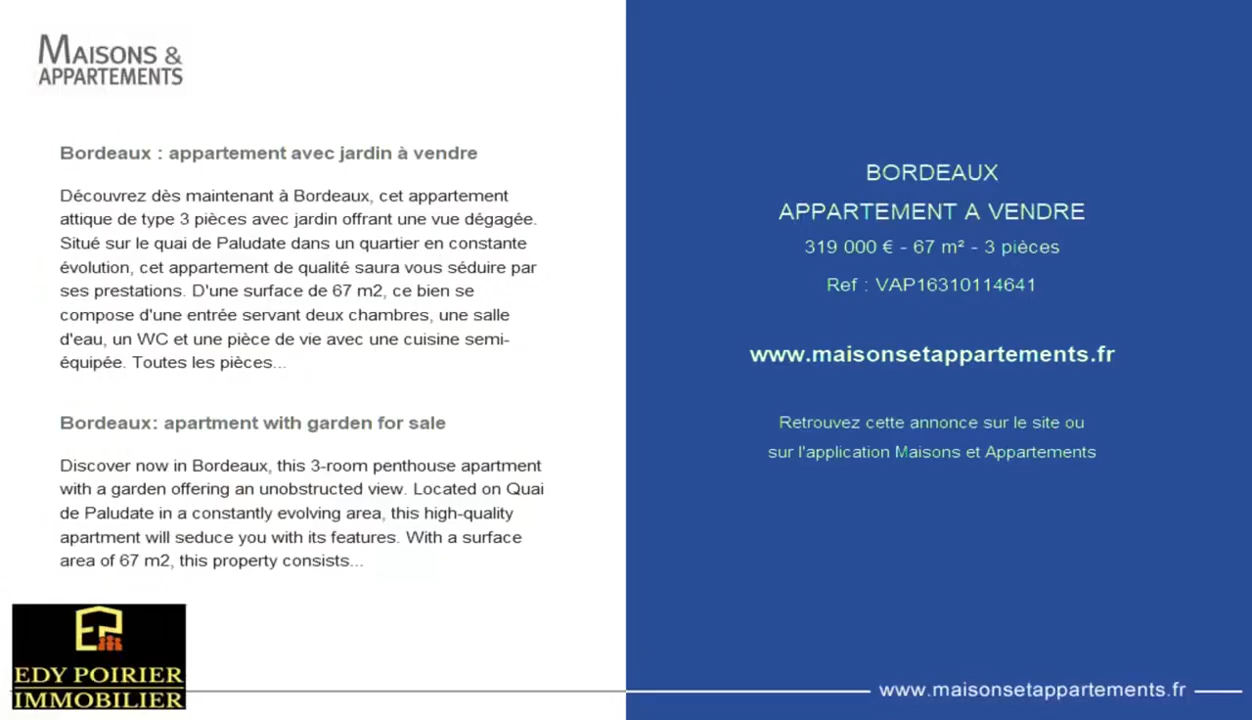 MAISONS &
APPARTEMENTS
Bordeaux : appartement avec jardin à vendre
Découvrez dès maintenant à Bordeaux, cet appartement
attique de type 3 pièces avec jardin offrant une vue dégagée.
Situé sur le quai de Paludate dans un quartier en constante
évolution, cet appartement de qualité saura vous séduire par
ses prestations. D'une surface de 67 m2, ce bien se
compose d'une entrée servant deux chambres, une salle
d'eau, un WC et une pièce de vie avec une cuisine semi-
équipée. Toutes les pièces...
Bordeaux: apartment with garden for sale
Discover now in Bordeaux, this 3-room penthouse apartment
with a garden offering an unobstructed view. Located on Quai
de Paludate in a constantly evolving area, this high-quality
apartment will seduce you with its features. With a surface
area of 67 m2, this property consists...
EP
EDY POIRIER
IMMOBILIER
BORDEAUX
APPARTEMENT A VENDRE
319 000 € - 67 m² - 3 pièces
Ref : VAP16310114641
www.maisonsetappartements.fr
Retrouvez cette annonce sur le site ou
sur l'application Maisons et Appartements
www.maisonsetappartements.fr